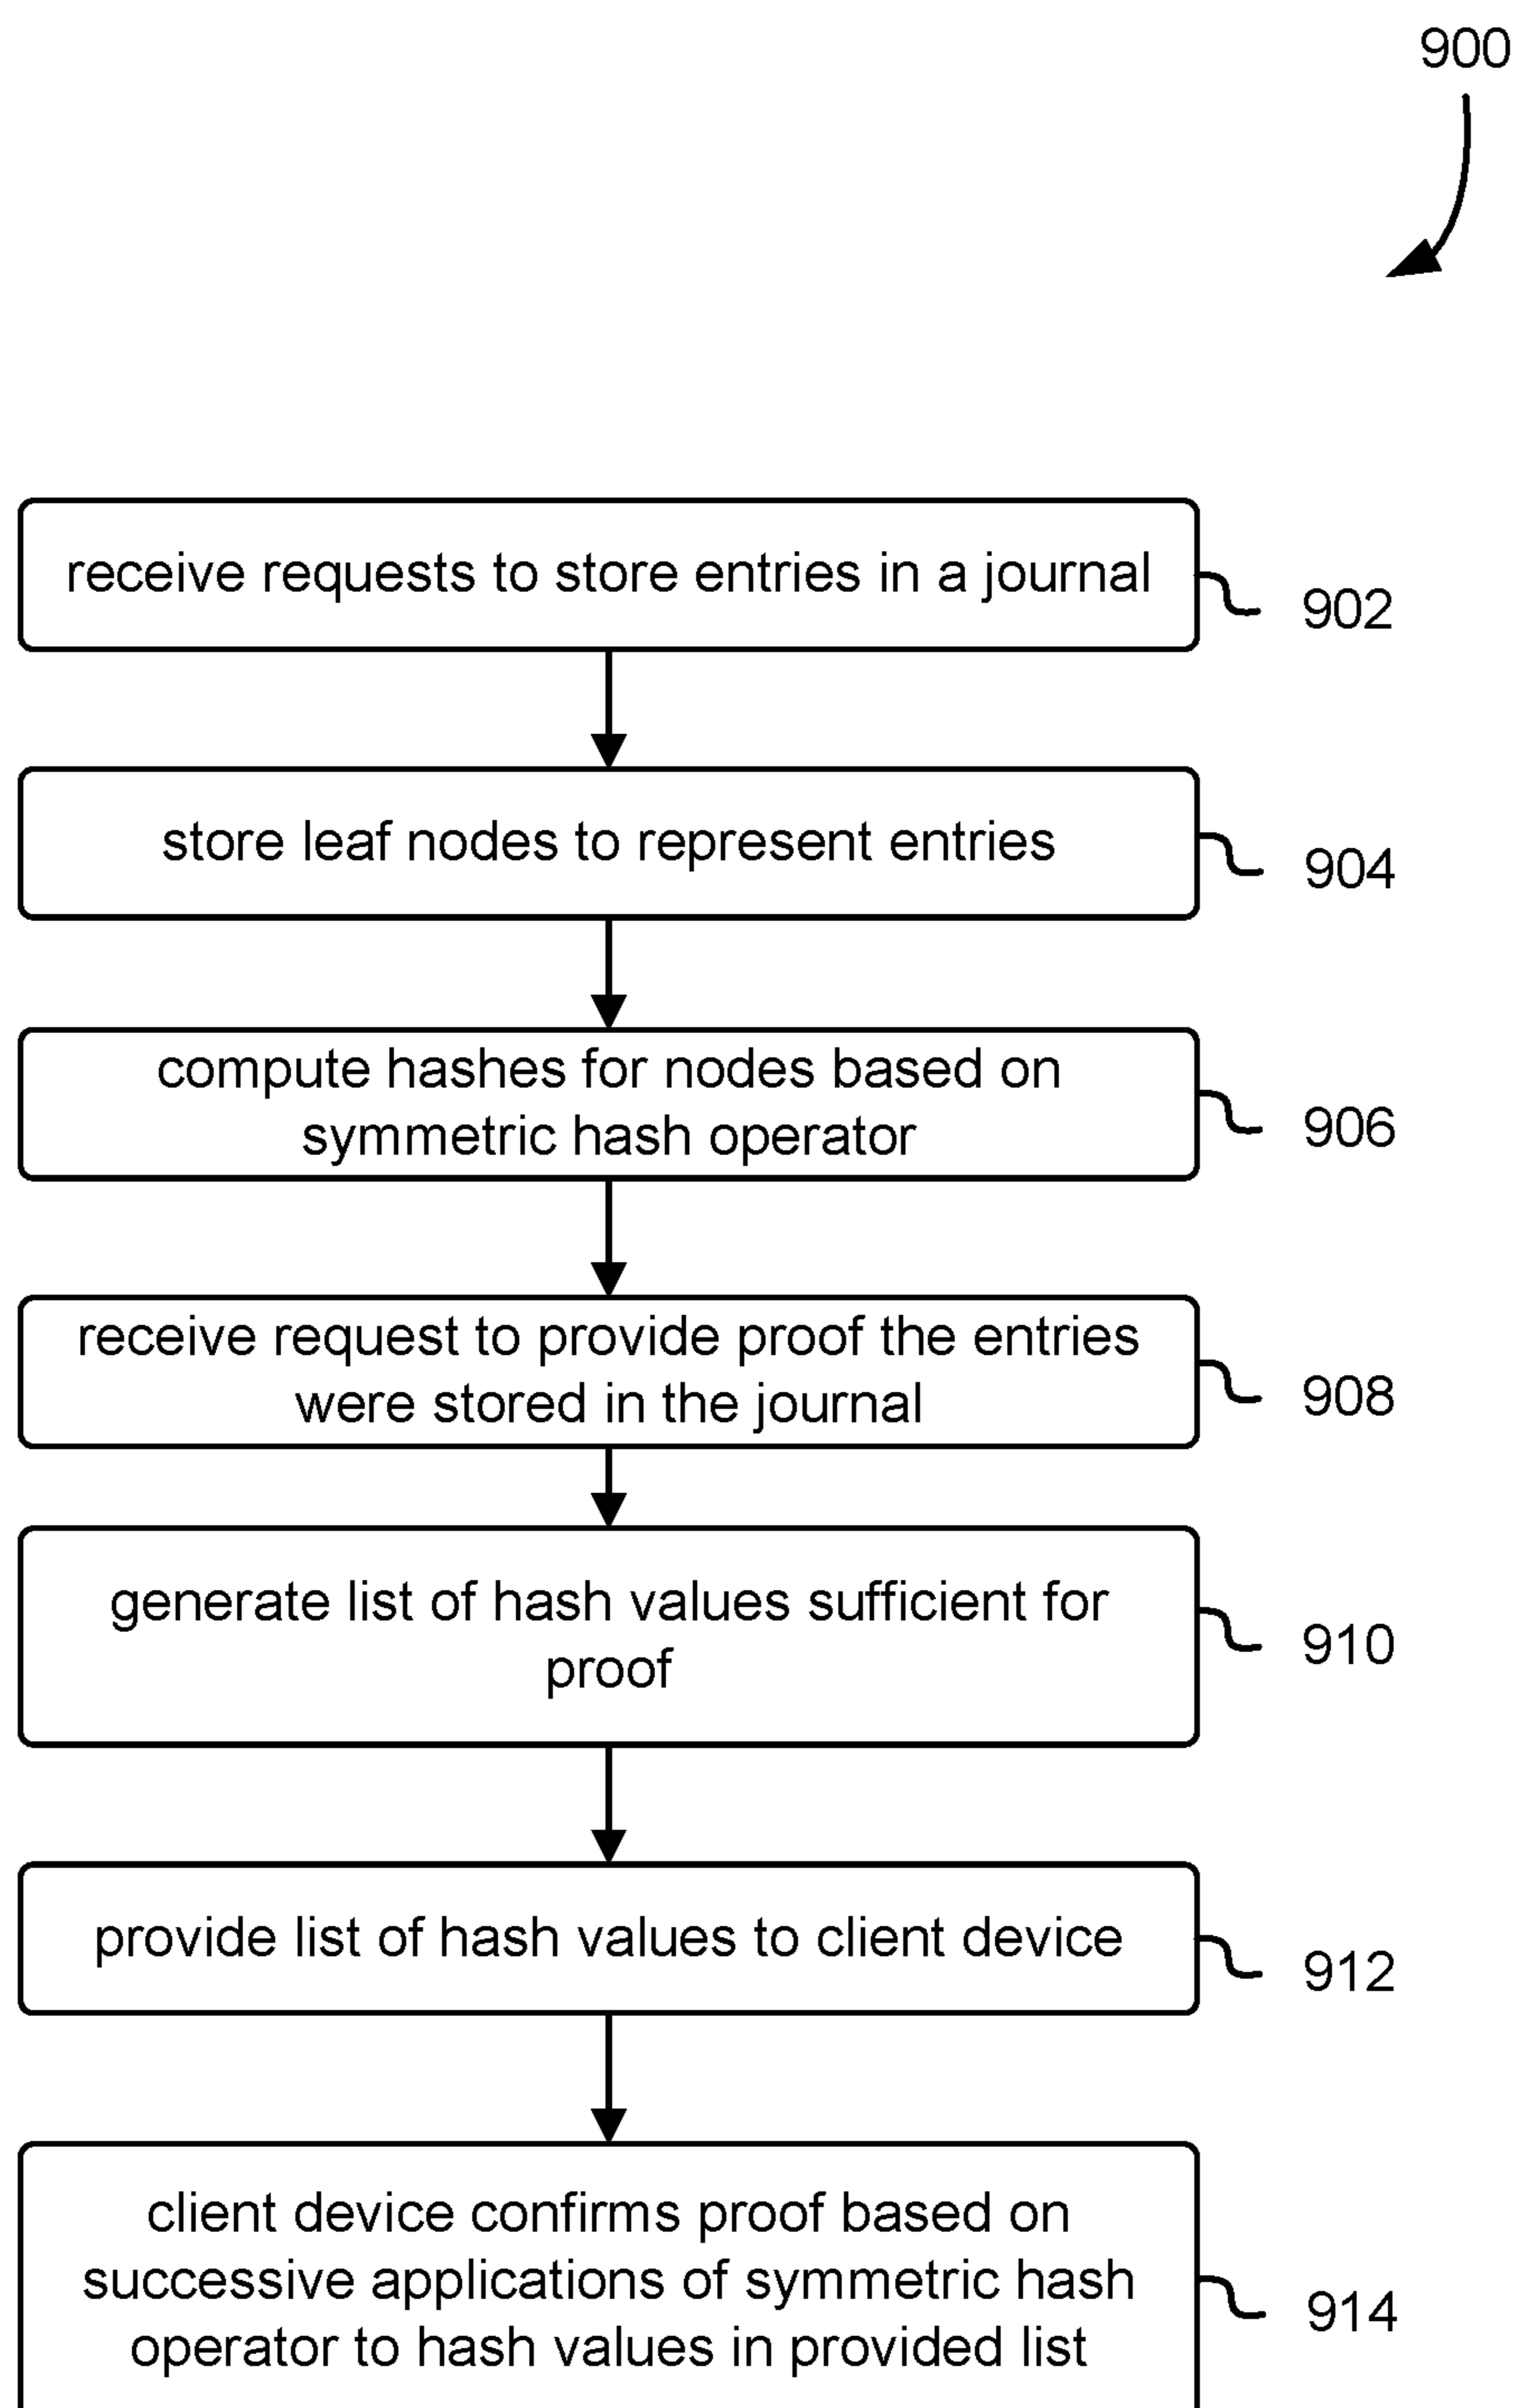 900
receive requests to store entries in a journal
902
store leaf nodes to represent entries
904
compute hashes for nodes based on
symmetric hash operator
906
receive request to provide proof the entries
were stored in the journal
908
generate list of hash values sufficient for
proof
910
provide list of hash values to client device
912
client device confirms proof based on
successive applications of symmetric hash
operator to hash values in provided list
914